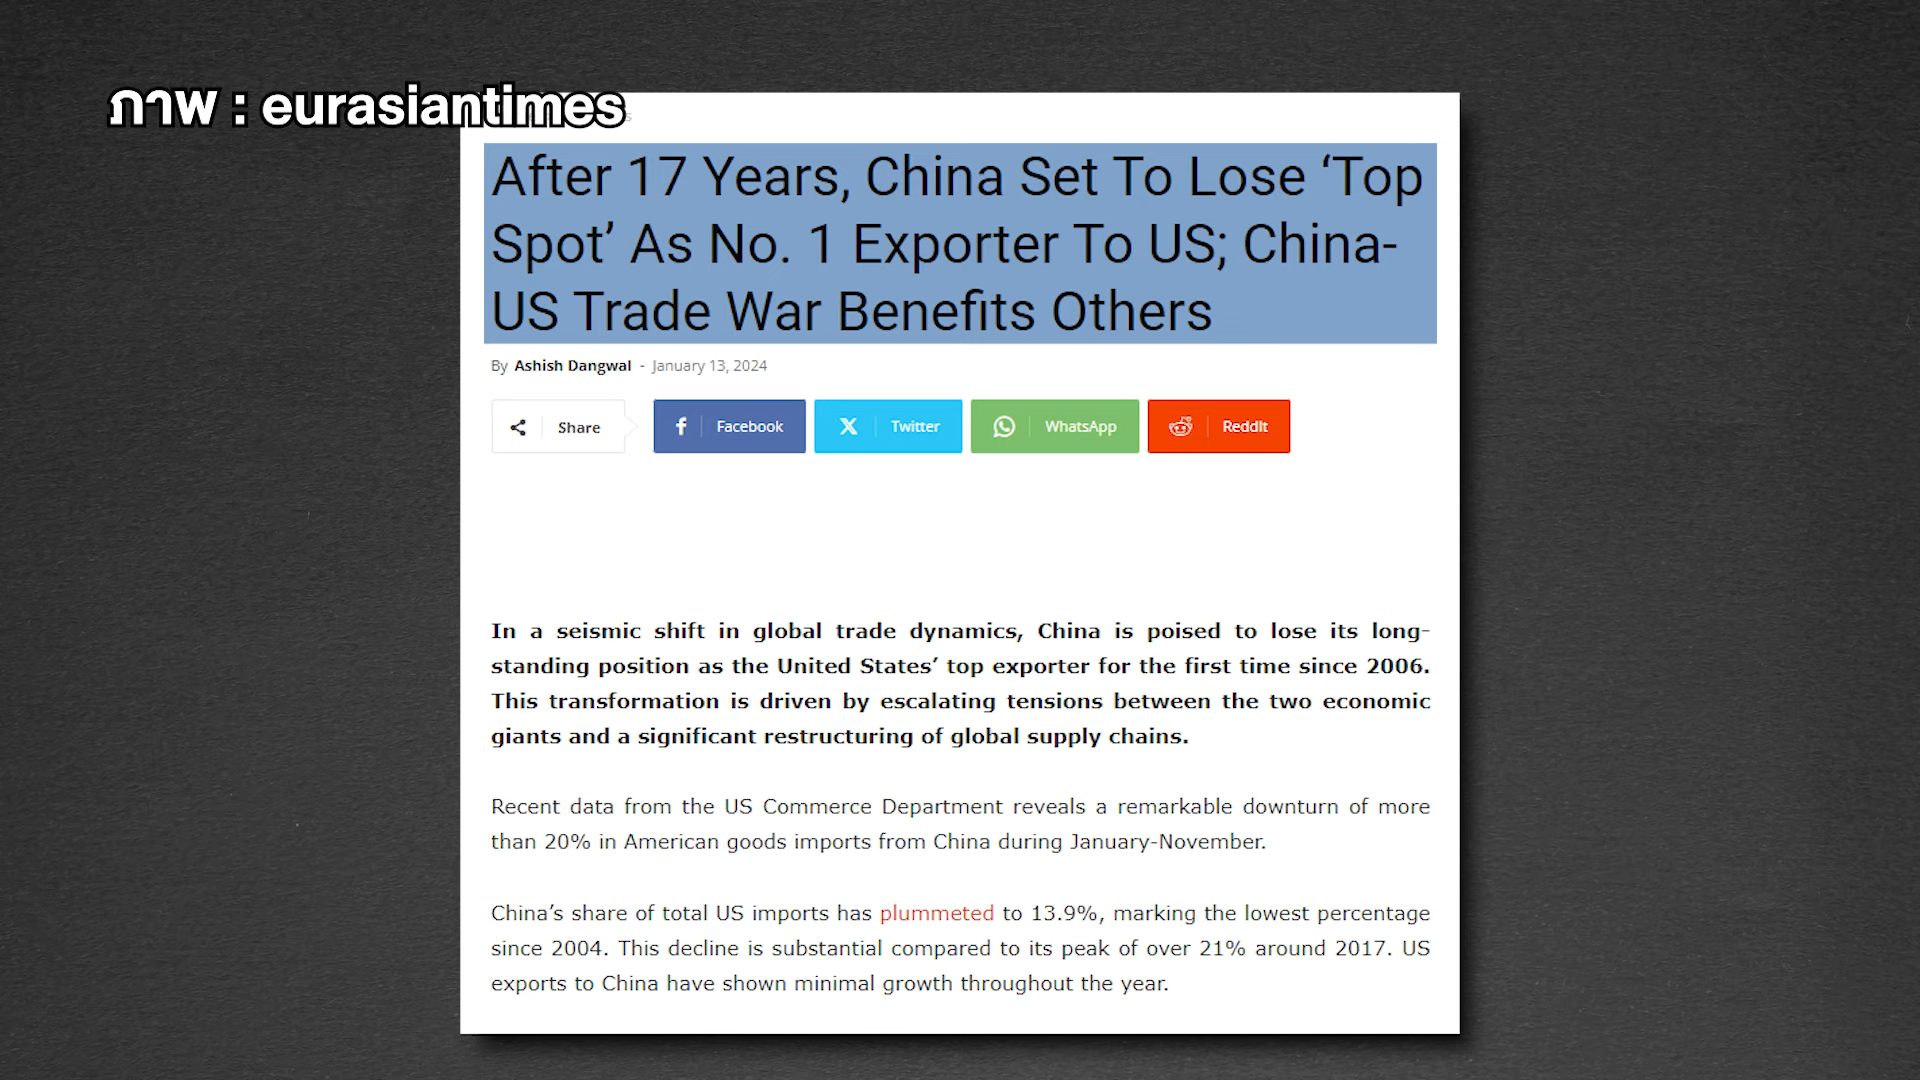 ภาพ : eurasiantimes
After 17 Years, China Set To Lose ‘Top
Spot’ As No. 1 Exporter To US; China-
US Trade War Benefits Others
By Ashish Dangwal - January 13, 2024
Share
Facebook
Twitter
WhatsApp
ReddIt
In a seismic shift in global trade dynamics, China is poised to lose its long-
standing position as the United States’ top exporter for the first time since 2006.
This transformation is driven by escalating tensions between the two economic
giants and a significant restructuring of global supply chains.
Recent data from the US Commerce Department reveals a remarkable downturn of more
than 20% in American goods imports from China during January-November.
China’s share of total US imports has plummeted to 13.9%, marking the lowest percentage
since 2004. This decline is substantial compared to its peak of over 21% around 2017. US
exports to China have shown minimal growth throughout the year.